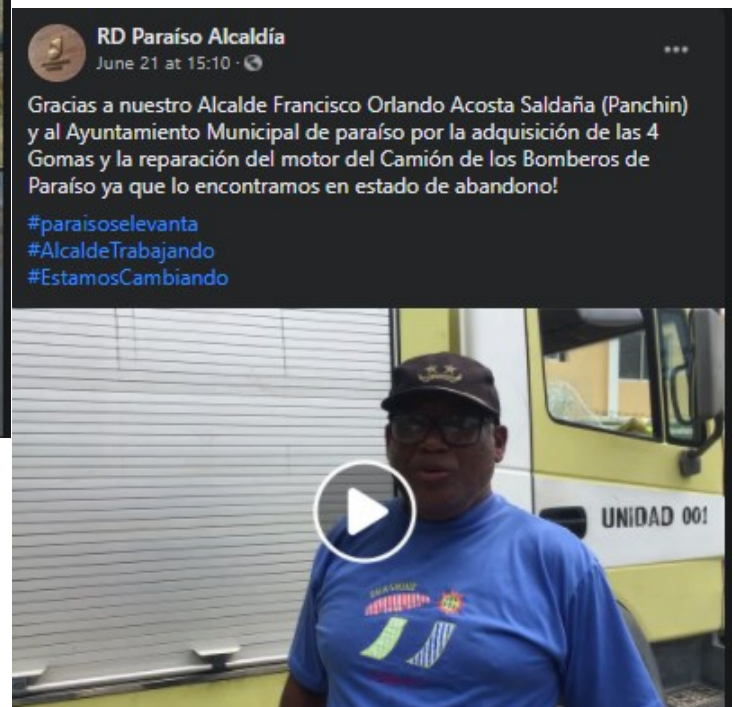 RD Paraíso Alcaldía
June 21 at 15:10 ·
Gracias a nuestro Alcalde Francisco Orlando Acosta Saldaña (Panchin)
y al Ayuntamiento Municipal de paraíso por la adquisición de las 4
Gomas y la reparación del motor del Camión de los Bomberos de
Paraíso ya que lo encontramos en estado de abandono!
#paraisoselevanta
#AlcaldeTrabajando
#EstamosCambiando
UNIDAD 001